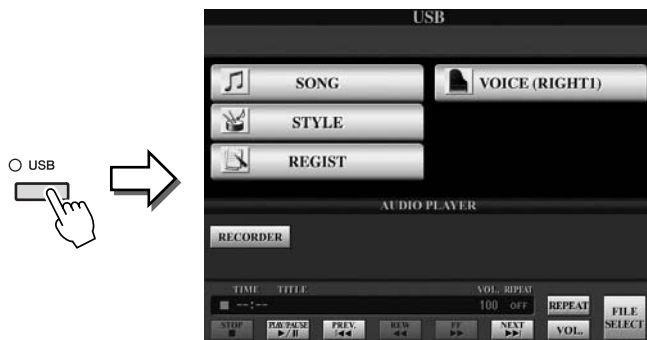 USB
USB
SONG
VOICE (RIGHT1)
STYLE
REGIST
AUDIO PLAYER
RECORDER
TIME TITLE VOL. REPEAT
--:-- 100 OFF
REPEAT
FILE SELECT
STOP PLAY/PAUSE PREV. REW FF NEXT VOL.